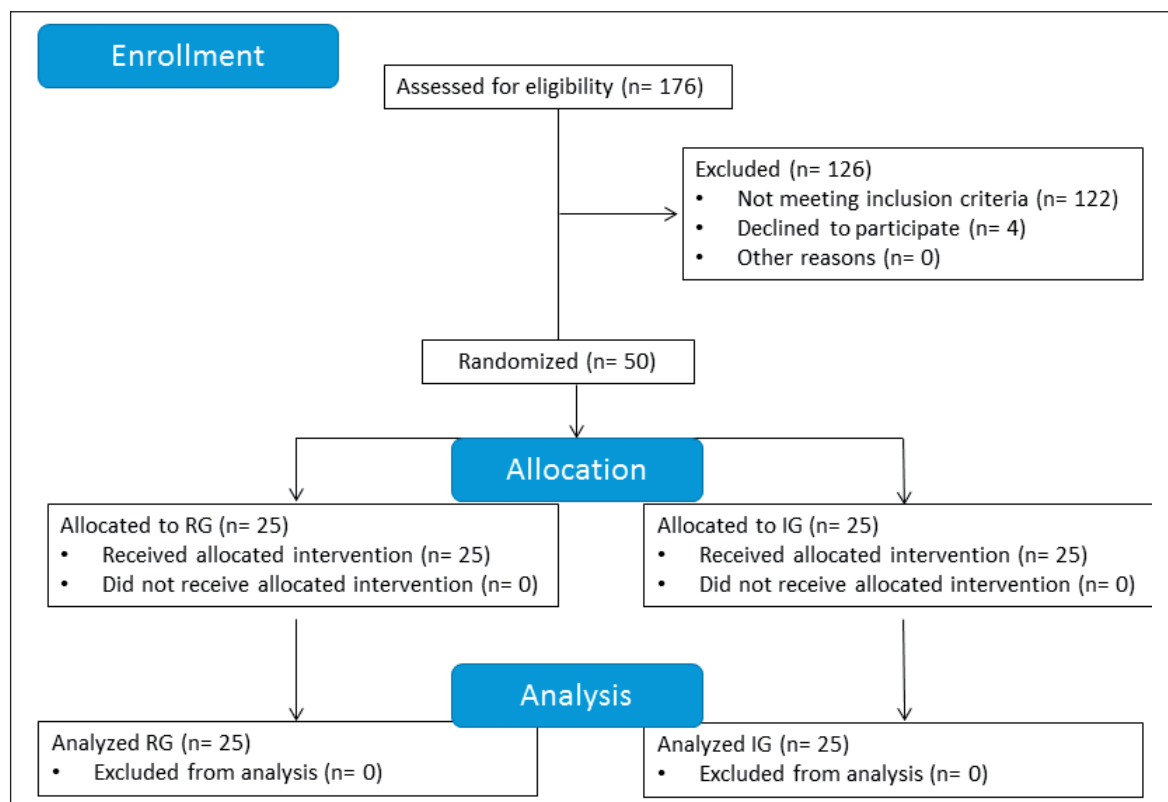 Enrollment
Assessed for eligibility (n= 176)
Excluded (n= 126)
• Not meeting inclusion criteria (n= 122)
• Declined to participate (n= 4)
• Other reasons (n= 0)
Randomized (n= 50)
Allocation
Allocated to RG (n= 25)
• Received allocated intervention (n= 25)
• Did not receive allocated intervention (n= 0)
Allocated to IG (n= 25)
• Received allocated intervention (n= 25)
• Did not receive allocated intervention (n= 0)
Analysis
Analyzed RG (n= 25)
• Excluded from analysis (n= 0)
Analyzed IG (n= 25)
• Excluded from analysis (n= 0)